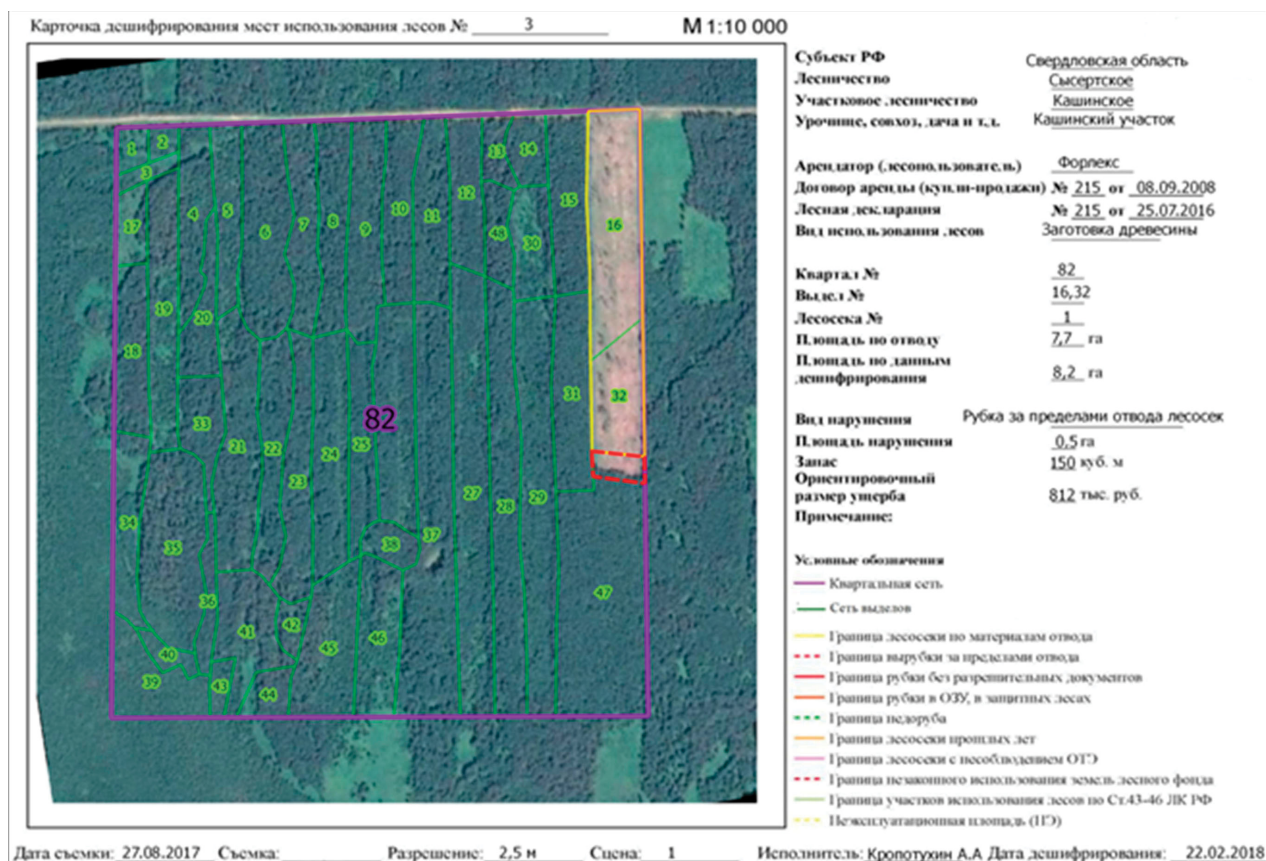 Карточка дешифрирования мест использования лесов № 3
М 1:10 000
Субъект РФ Свердловская область
Лесничество Сысертское
Участковое лесничество Кашинское
Урочище, совхоз, дача и т.д. Кашинский участок
Арендатор (лесопользователь) Форлекс
Договор аренды (купли-продажи) № 215 от 08.09.2008
Лесная декларация № 215 от 25.07.2016
Вид использования лесов Заготовка древесины
Квартал № 82
Выдел № 16,32
Лесосека № 1
Площадь по отводу 7,7 га
Площадь по данным
дешифрирования 8,2 га
Вид нарушения Рубка за пределами отвода лесосек
Площадь нарушения 0,5 га
Запас 150 куб. м
Ориентировочный
размер ущерба 812 тыс. руб.
Примечание:
Условные обозначения
Квартальная сеть
Сеть выделов
Граница лесосеки по материалам отвода
Граница вырубки за пределами отвода
Граница рубки без разрешительных документов
Граница рубки в ОЗУ, в защитных лесах
Граница недоруба
Граница лесосеки прошлых лет
Граница лесосеки с несоблюдением ОТЭ
Граница незаконного использования земель лесного фонда
Граница участков использования лесов по Ст.43-46 ЛК РФ
Неэксплуатационная площадь (НЭ)
1 2 13 14
3
4 5 6 7 8 9 10 11 12 15
17 48 30 16
19 20
18
31 32
33 82
21 22 23 24 25
27 28 29
34 35 38 37
36 47
41 42 45 46
40
39 43 44
Дата съемки: 27.08.2017 Съемка: Разрешение: 2,5 м Сцена: 1 Исполнитель: Кропотухин А.А Дата дешифрирования: 22.02.2018